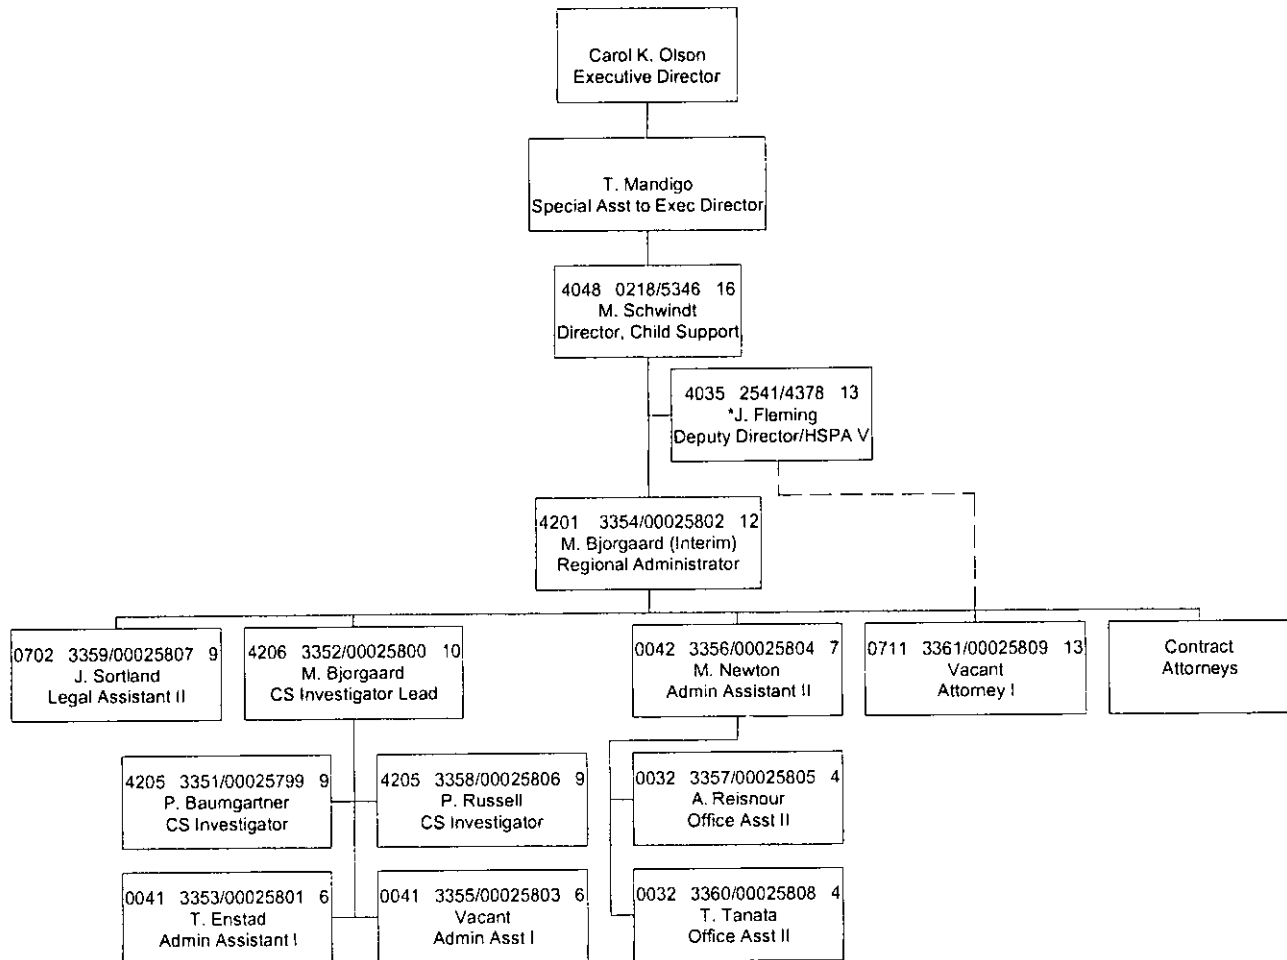 Carol K. Olson
Executive Director
T. Mandigo
Special Asst to Exec Director
4048 0218/5346 16
M. Schwindt
Director, Child Support
4035 2541/4378 13
*J. Fleming
Deputy Director/HSPA V
4201 3354/00025802 12
M. Bjorgaard (Interim)
Regional Administrator
0702 3359/00025807 9
J. Sortland
Legal Assistant II
4206 3352/00025800 10
M. Bjorgaard
CS Investigator Lead
0042 3356/00025804 7
M. Newton
Admin Assistant II
0711 3361/00025809 13
Vacant
Attorney I
Contract
Attorneys
4205 3351/00025799 9
P. Baumgartner
CS Investigator
4205 3358/00025806 9
P. Russell
CS Investigator
0032 3357/00025805 4
A. Reisnour
Office Asst II
0041 3353/00025801 6
T. Enstad
Admin Assistant I
0041 3355/00025803 6
Vacant
Admin Asst I
0032 3360/00025808 4
T. Tanata
Office Asst II